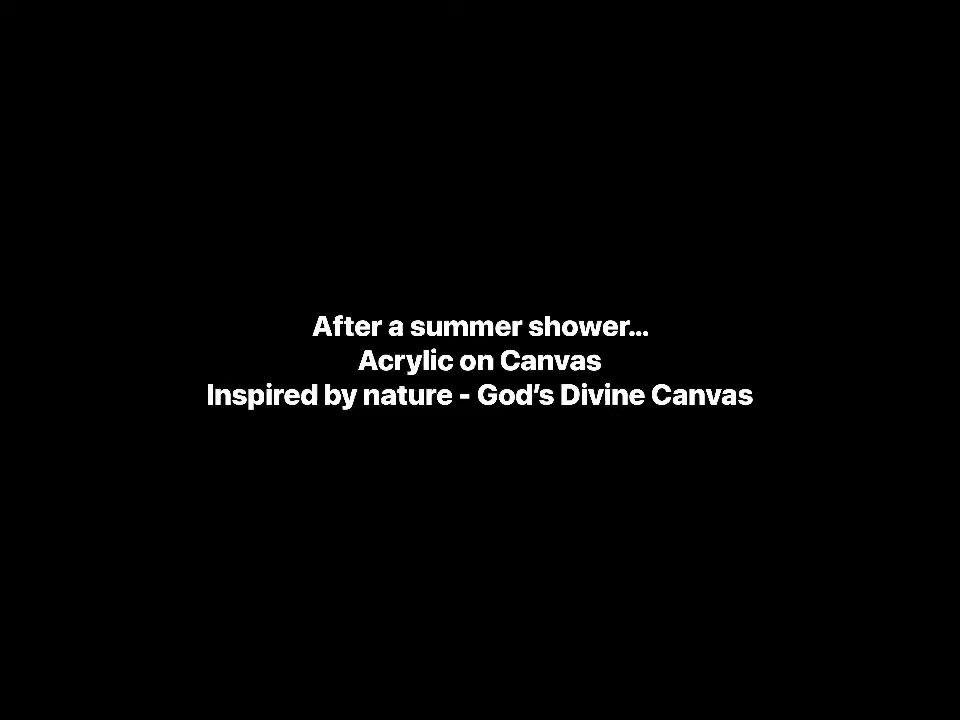 After a summer shower...
Acrylic on Canvas
Inspired by nature - God’s Divine Canvas